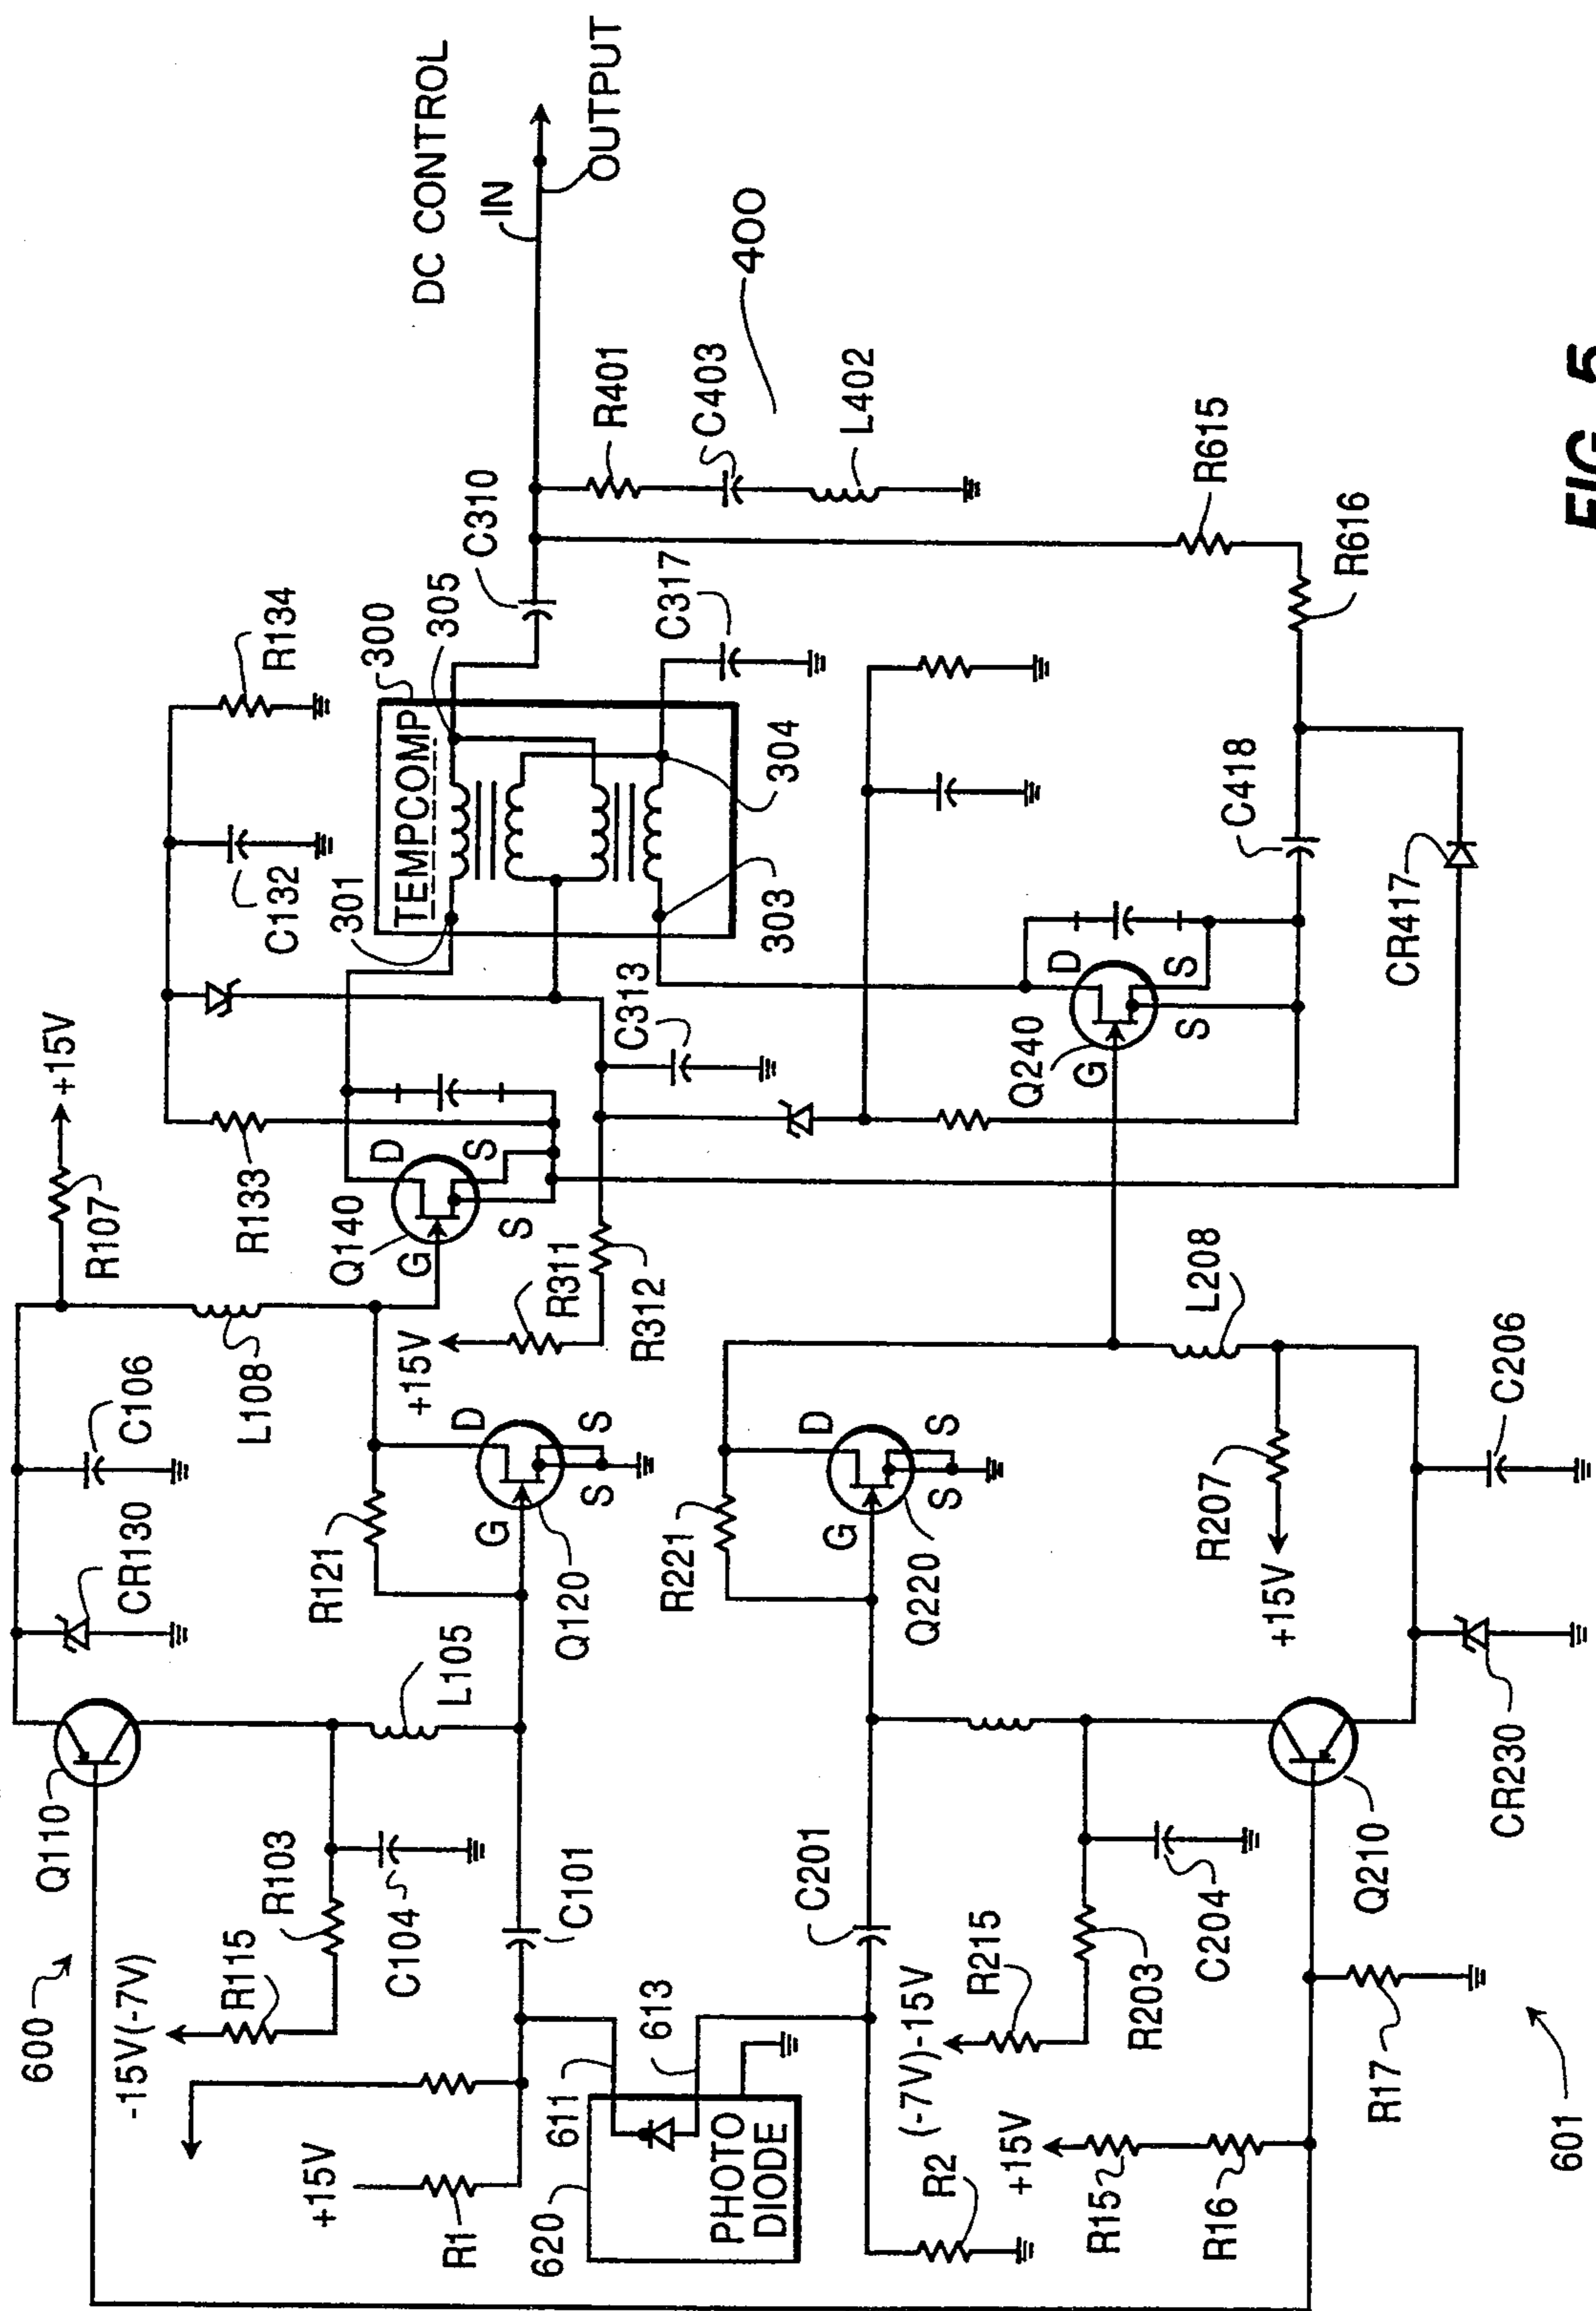 600
Q110
CR130
C106
R107
+15V
-15V(-7V)
R115
R103
C104
L105
L108
R133
C132
R134
+15V
R1
C101
R121
G
D
S
S
Q120
Q140
G
D
S
S
+15V
R311
R312
301
TEMPCOMP
300
305
C310
DC CONTROL
IN
OUTPUT
620
611
613
PHOTO
DIODE
C313
303
304
C317
R401
C403
L402
400
C201
R221
G
D
S
S
Q220
Q240
G
D
S
S
R2
(-7V)-15V
R215
R203
C204
+15V
R15
R16
R17
Q210
+15V
R207
L208
C206
CR230
C418
CR417
R616
R615
601
FIG. 5